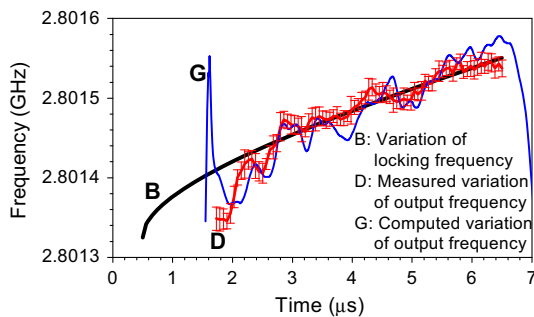 2.8016
2.8015
2.8014
2.8013
Frequency (GHz)
G
B
D
B: Variation of
locking frequency
D: Measured variation
of output frequency
G: Computed variation
of output frequency
0 1 2 3 4 5 6 7
Time (μs)